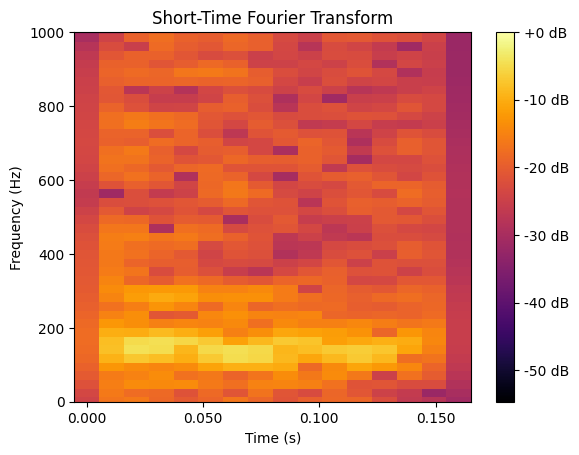 Short-Time Fourier Transform
Frequency (Hz)
1000
800
600
400
200
0
0.000 0.050 0.100 0.150
Time (s)
+0 dB
-10 dB
-20 dB
-30 dB
-40 dB
-50 dB